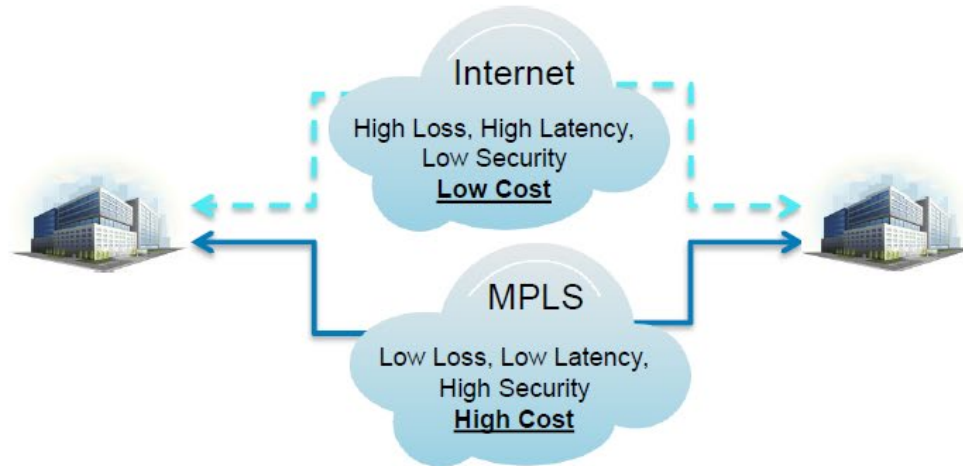 Internet
High Loss, High Latency,
Low Security
Low Cost
MPLS
Low Loss, Low Latency,
High Security
High Cost